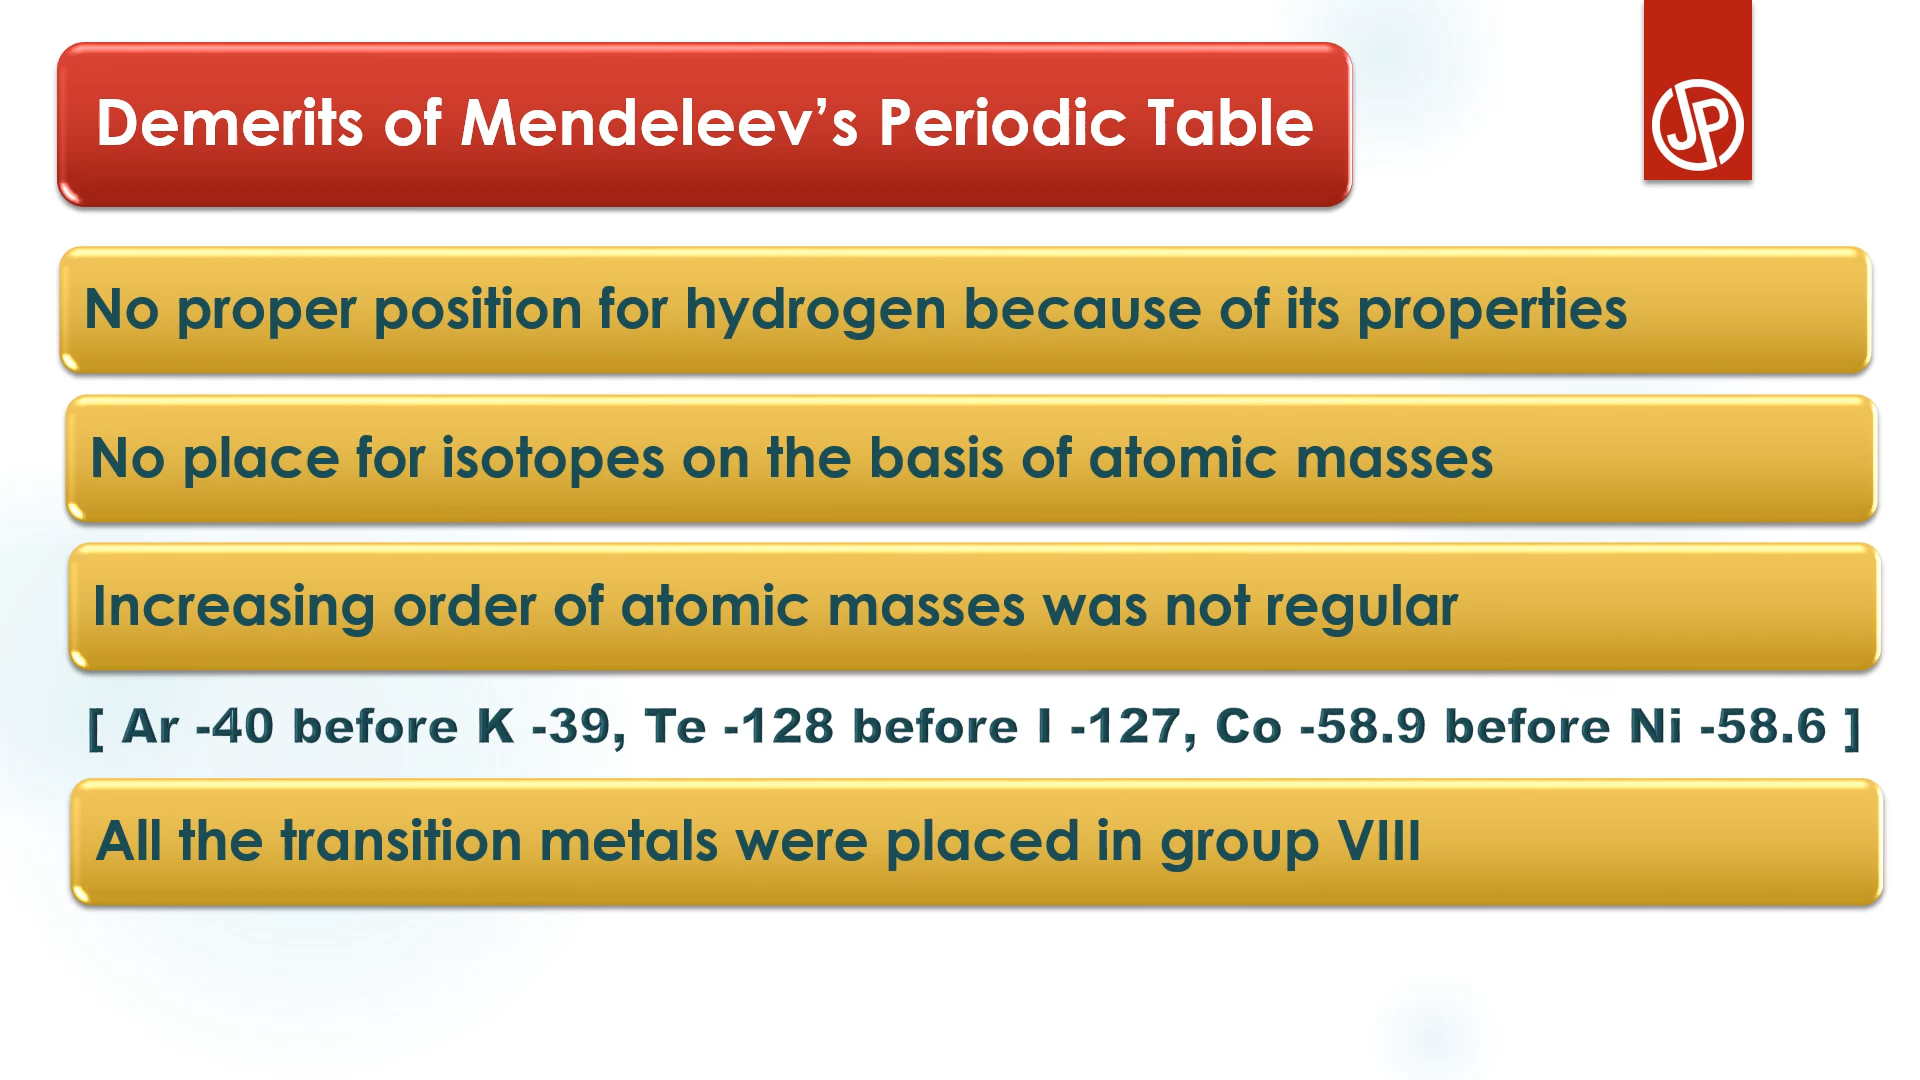 Demerits of Mendeleev’s Periodic Table
JP
No proper position for hydrogen because of its properties
No place for isotopes on the basis of atomic masses
Increasing order of atomic masses was not regular
[ Ar -40 before K -39, Te -128 before I -127, Co -58.9 before Ni -58.6 ]
All the transition metals were placed in group VIII